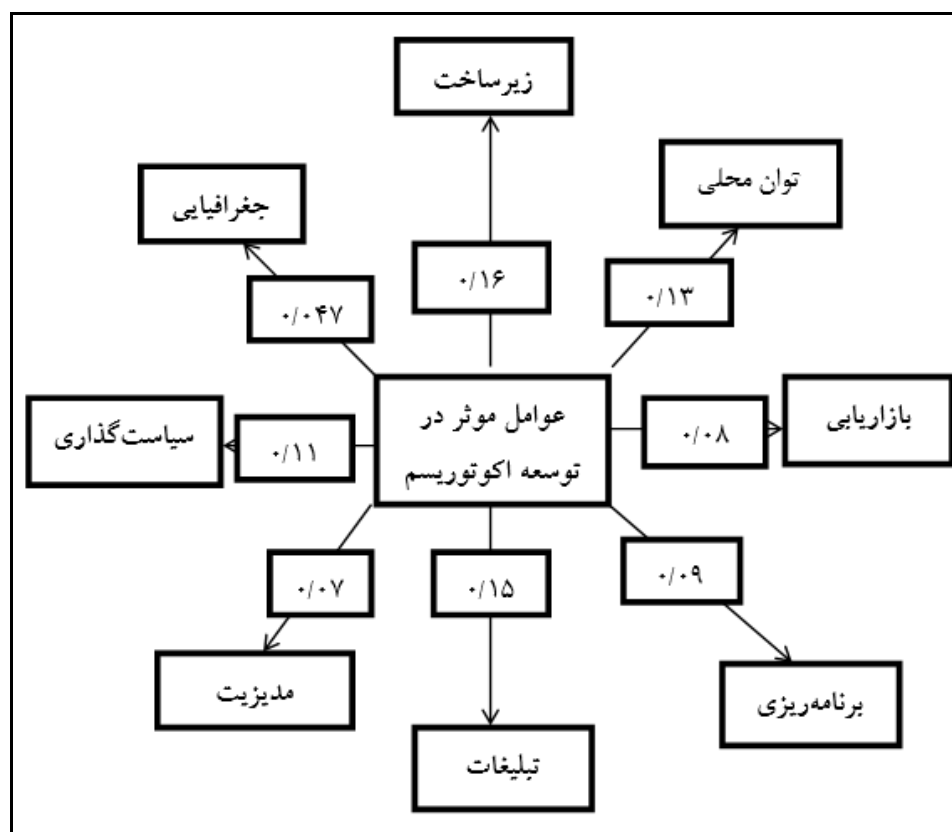 زیرساخت
توان محلی
جغرافیایی
۰/۱۶
۰/۱۳
۰/۰۴۷
عوامل موثر در
توسعه اکوتوریسم
بازاریابی
۰/۰۸
سیاست‌گذاری
۰/۱۱
۰/۰۹
۰/۱۵
۰/۰۷
برنامه‌ریزی
مدیزیت
تبلیغات